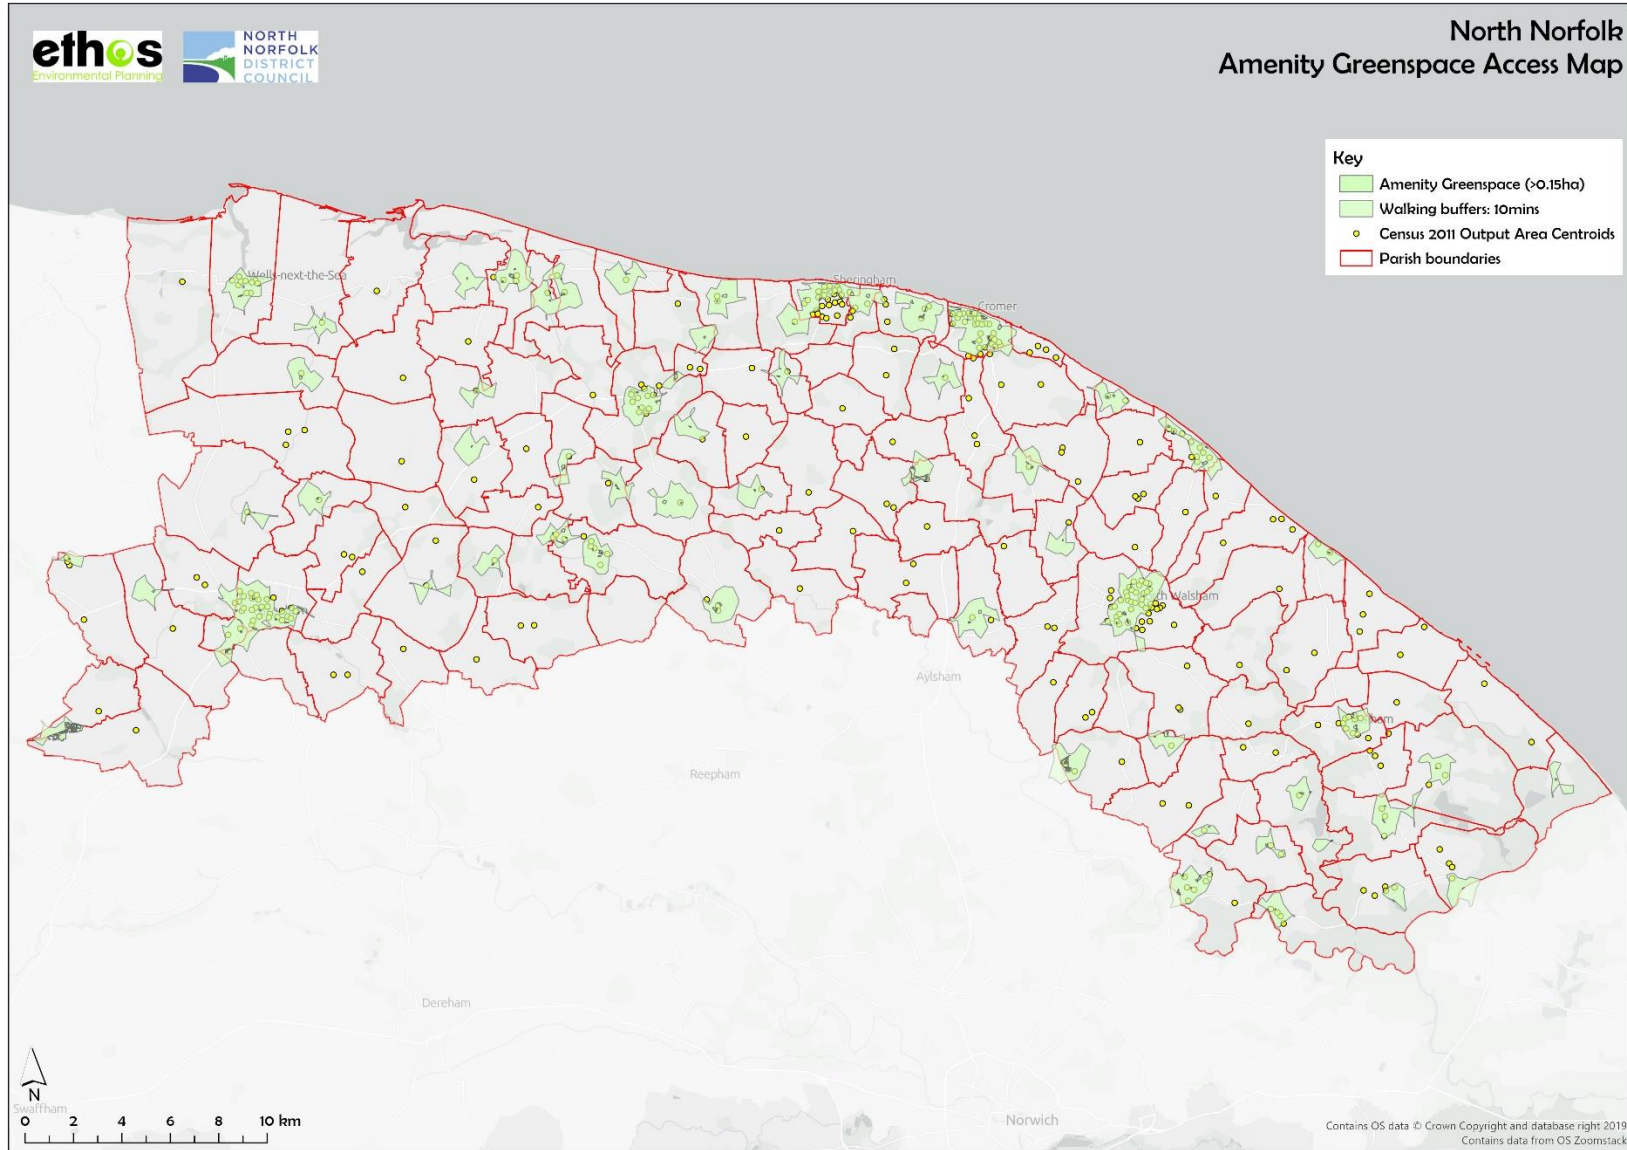 ethos
Environmental Planning
NORTH
NORFOLK
DISTRICT
COUNCIL
North Norfolk
Amenity Greenspace Access Map
Key
Amenity Greenspace (>0.15ha)
Walking buffers: 10mins
Census 2011 Output Area Centroids
Parish boundaries
Wells-next-the-Sea
Sheringham
Cromer
th Walsham
Aylsham
Reepham
Dereham
Swaffham
Norwich
N
0 2 4 6 8 10 km
Contains OS data © Crown Copyright and database right 2019
Contains data from OS Zoomstack